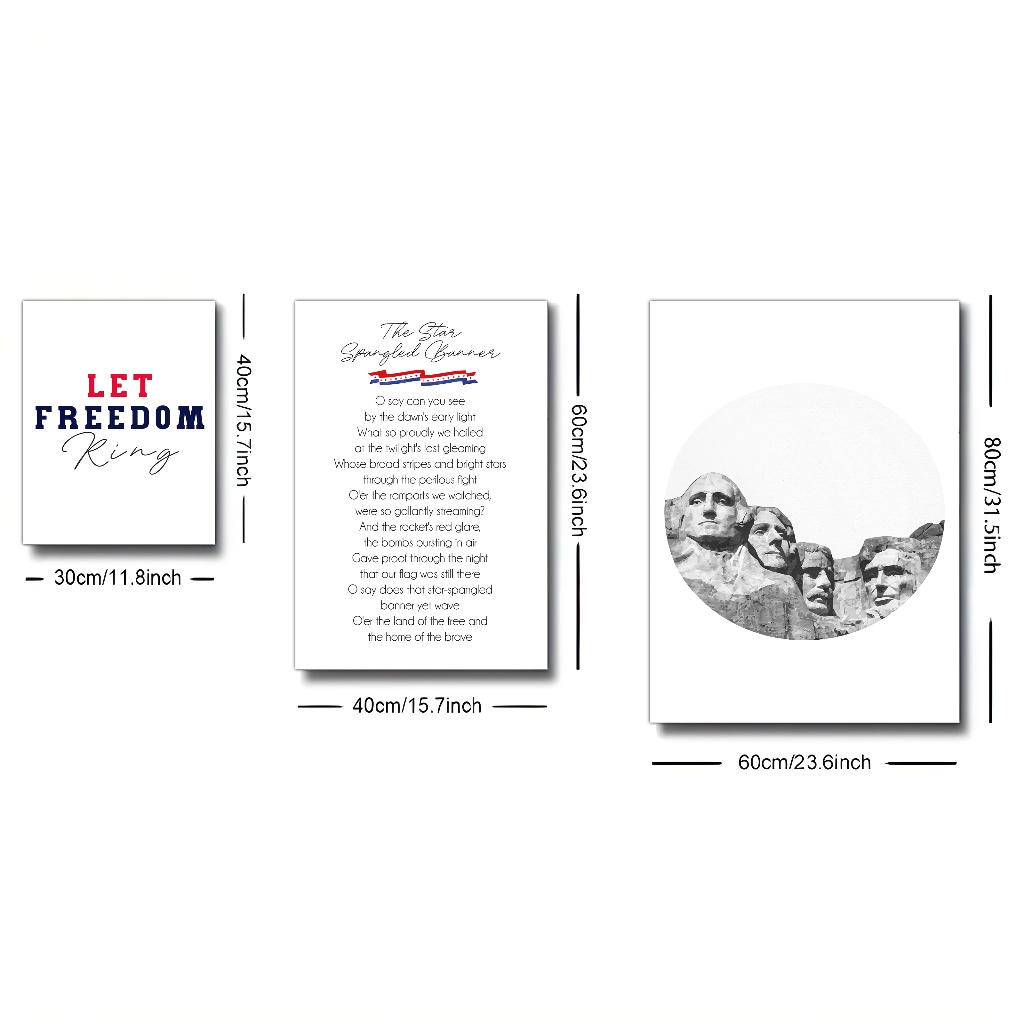 LET
FREEDOM
Ring
40cm/15.7inch
30cm/11.8inch
The Star
Spangled Banner
O say can you see
by the dawn's early light
What so proudly we hailed
at the twilight's last gleaming
Whose broad stripes and bright stars
through the perilous fight
O'er the ramparts we watched,
were so gallantly streaming?
And the rocket's red glare,
the bombs bursting in air
Gave proof through the night
that our flag was still there
O say does that star-spangled
banner yet wave
O'er the land of the free and
the home of the brave
60cm/23.6inch
40cm/15.7inch
80cm/31.5inch
60cm/23.6inch